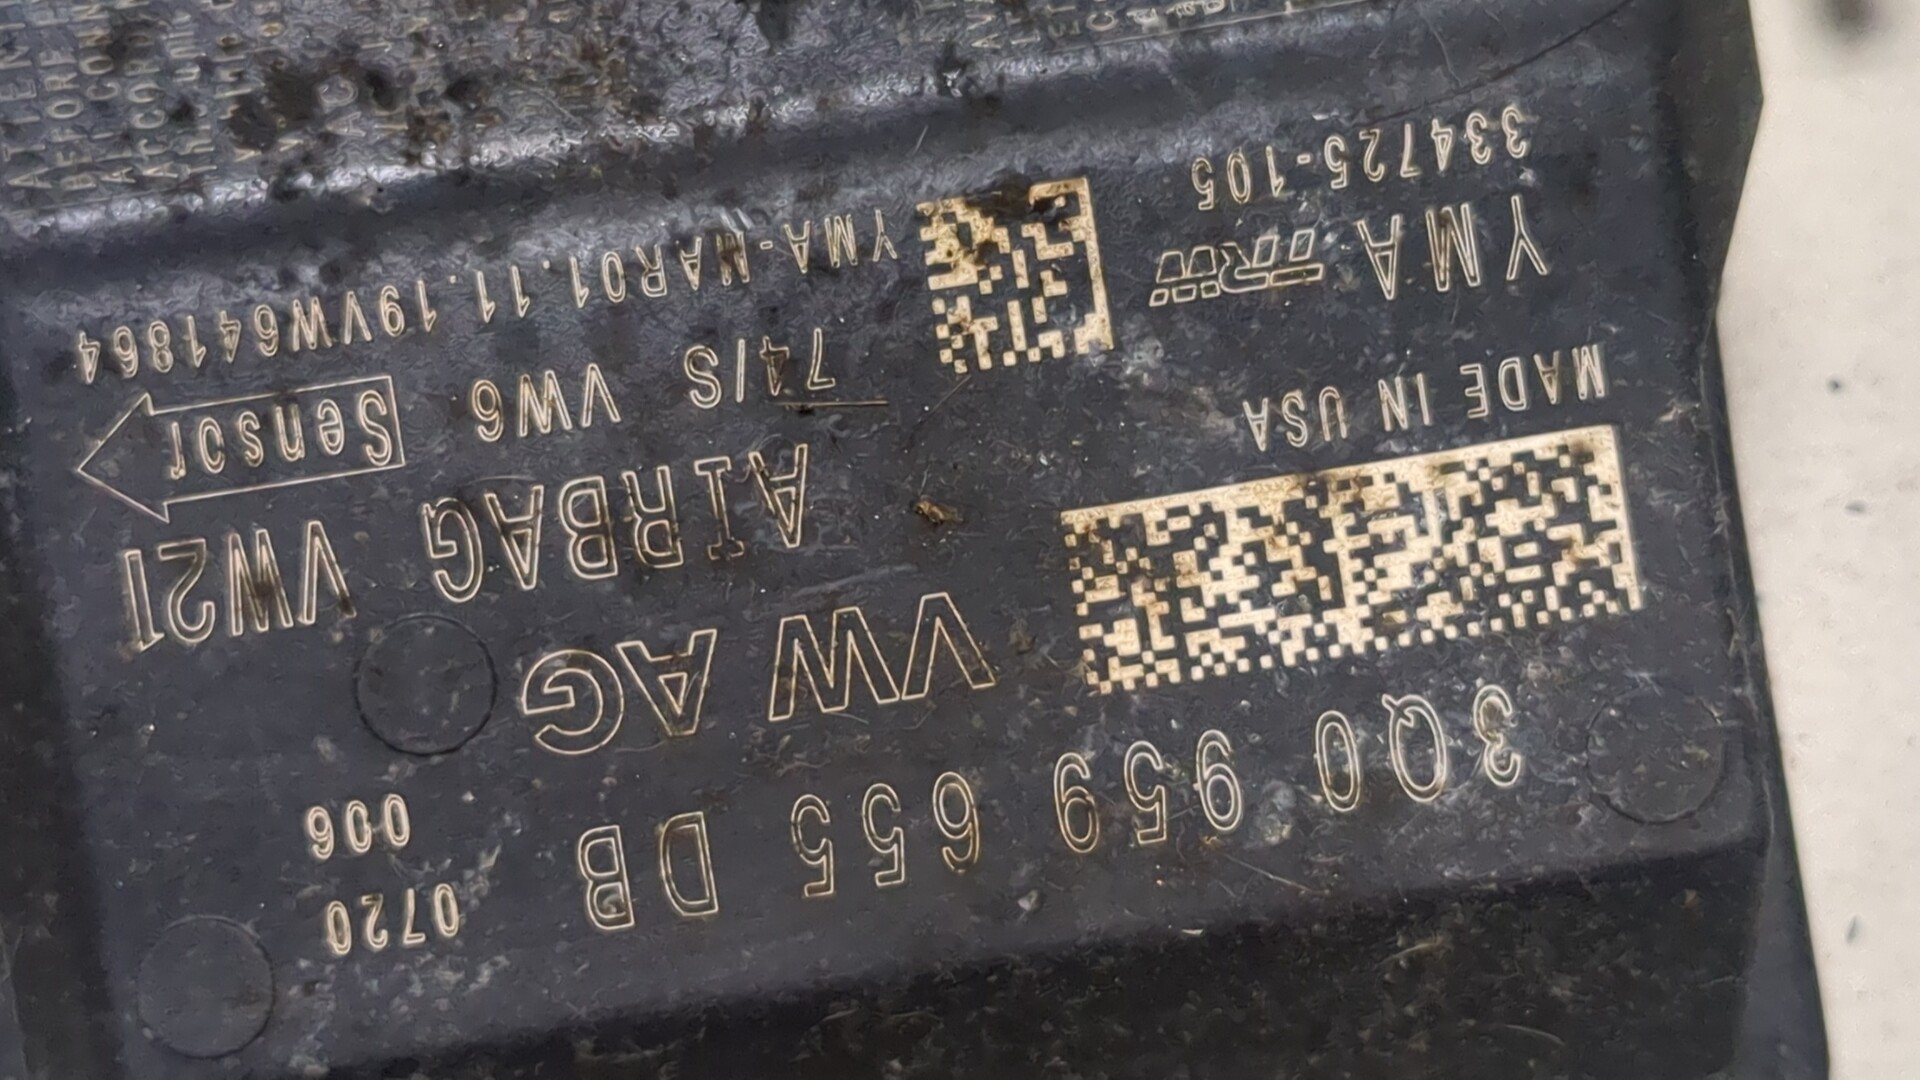 0720
3Q0 959 655 DB 006
VW AG
AIRBAG VW21
MADE IN USA 74/S VW6 Sensor
YMA TRW YMA-MAR01.11.19VW641864
334725-105